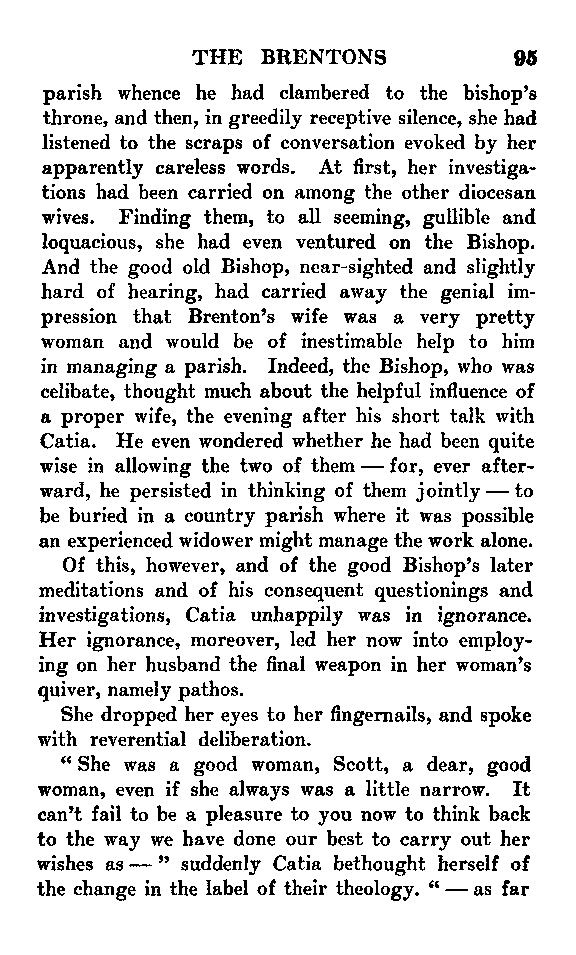 THE BRENTONS 95
parish whence he had clambered to the bishop's
throne, and then, in greedily receptive silence, she had
listened to the scraps of conversation evoked by her
apparently careless words. At first, her investiga-
tions had been carried on among the other diocesan
wives. Finding them, to all seeming, gullible and
loquacious, she had even ventured on the Bishop.
And the good old Bishop, near-sighted and slightly
hard of hearing, had carried away the genial im-
pression that Brenton's wife was a very pretty
woman and would be of inestimable help to him
in managing a parish. Indeed, the Bishop, who was
celibate, thought much about the helpful influence of
a proper wife, the evening after his short talk with
Catia. He even wondered whether he had been quite
wise in allowing the two of them — for, ever after-
ward, he persisted in thinking of them jointly — to
be buried in a country parish where it was possible
an experienced widower might manage the work alone.
Of this, however, and of the good Bishop's later
meditations and of his consequent questionings and
investigations, Catia unhappily was in ignorance.
Her ignorance, moreover, led her now into employ-
ing on her husband the final weapon in her woman's
quiver, namely pathos.
She dropped her eyes to her fingernails, and spoke
with reverential deliberation.
“ She was a good woman, Scott, a dear, good
woman, even if she always was a little narrow. It
can't fail to be a pleasure to you now to think back
to the way we have done our best to carry out her
wishes as — ” suddenly Catia bethought herself of
the change in the label of their theology. “ — as far